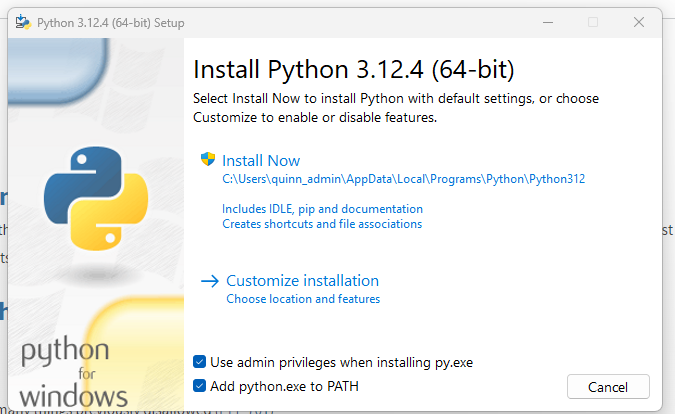 Python 3.12.4 (64-bit) Setup
Install Python 3.12.4 (64-bit)
Select Install Now to install Python with default settings, or choose
Customize to enable or disable features.
Install Now
C:\Users\quinn_admin\AppData\Local\Programs\Python\Python312
Includes IDLE, pip and documentation
Creates shortcuts and file associations
Customize installation
Choose location and features
python
for
windows
Use admin privileges when installing py.exe
Add python.exe to PATH
Cancel